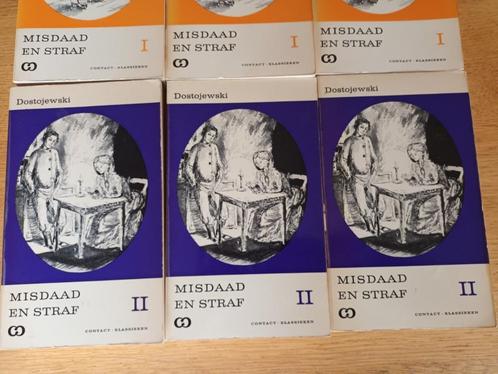 MISDAAD
EN STRAF
I
CONTACT · KLASSIEKEN
MISDAAD
EN STRAF
I
CONTACT · KLASSIEKEN
MISDAAD
EN STRAF
I
CONTACT · KLASSIEKEN
Dostojewski
MISDAAD
EN STRAF
II
CONTACT · KLASSIEKEN
Dostojewski
MISDAAD
EN STRAF
II
CONTACT · KLASSIEKEN
Dostojewski
MISDAAD
EN STRAF
II
CONTACT · KLASSIEKEN